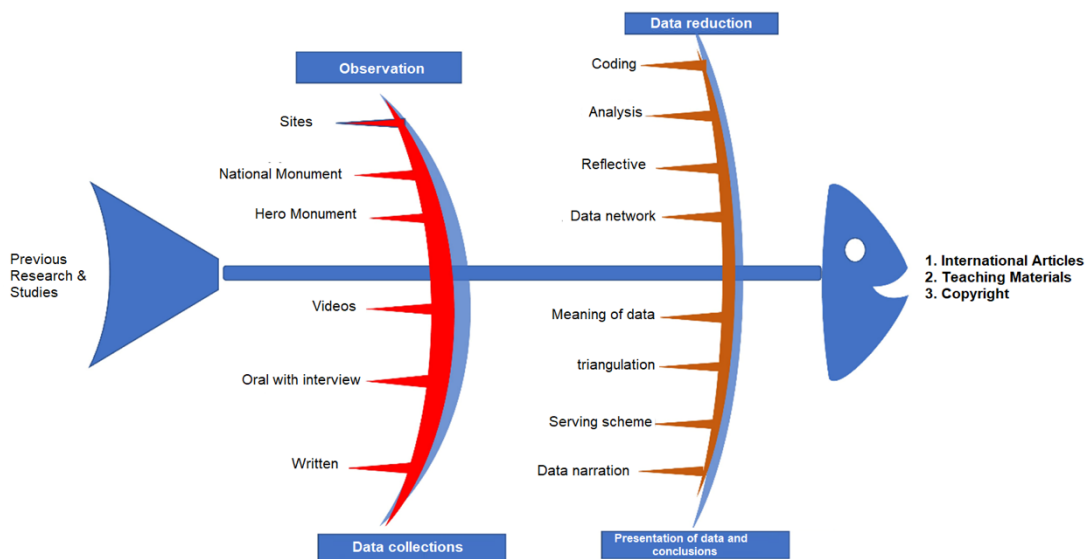 Data reduction
Observation
Coding
Analysis
Sites
Reflective
National Monument
Hero Monument
Data network
Previous
Research &
Studies
1. International Articles
2. Teaching Materials
3. Copyright
Videos
Meaning of data
Oral with interview
triangulation
Serving scheme
Written
Data narration
Data collections
Presentation of data and
conclusions